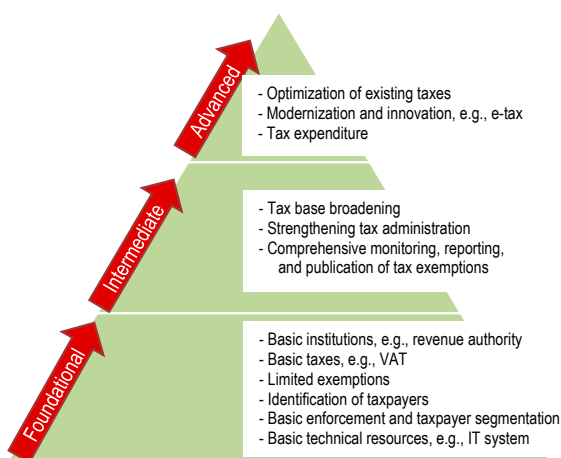 Advanced
- Optimization of existing taxes
- Modernization and innovation, e.g., e-tax
- Tax expenditure
Intermediate
- Tax base broadening
- Strengthening tax administration
- Comprehensive monitoring, reporting,
and publication of tax exemptions
Foundational
- Basic institutions, e.g., revenue authority
- Basic taxes, e.g., VAT
- Limited exemptions
- Identification of taxpayers
- Basic enforcement and taxpayer segmentation
- Basic technical resources, e.g., IT system